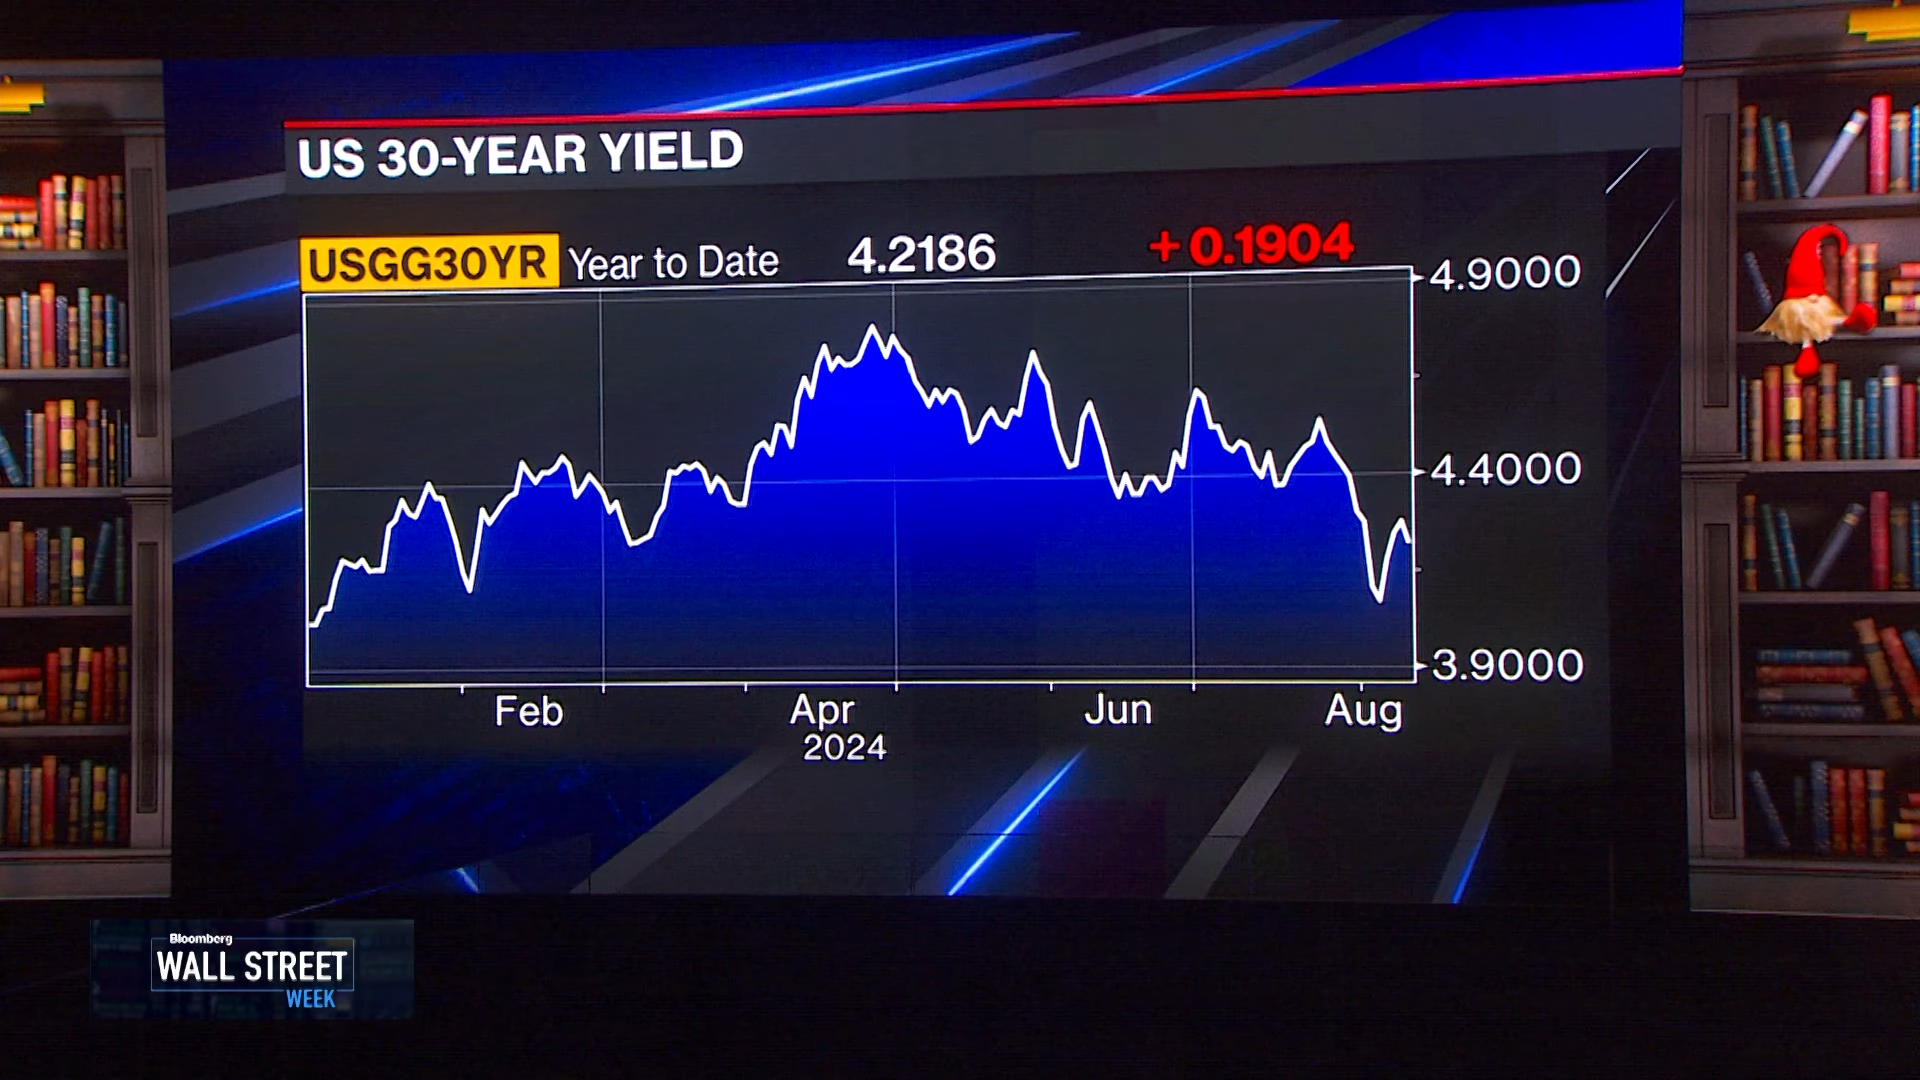 US 30-YEAR YIELD
USGG30YR Year to Date 4.2186 +0.1904
4.9000
4.4000
3.9000
Feb Apr Jun Aug
2024
Bloomberg
WALL STREET
WEEK